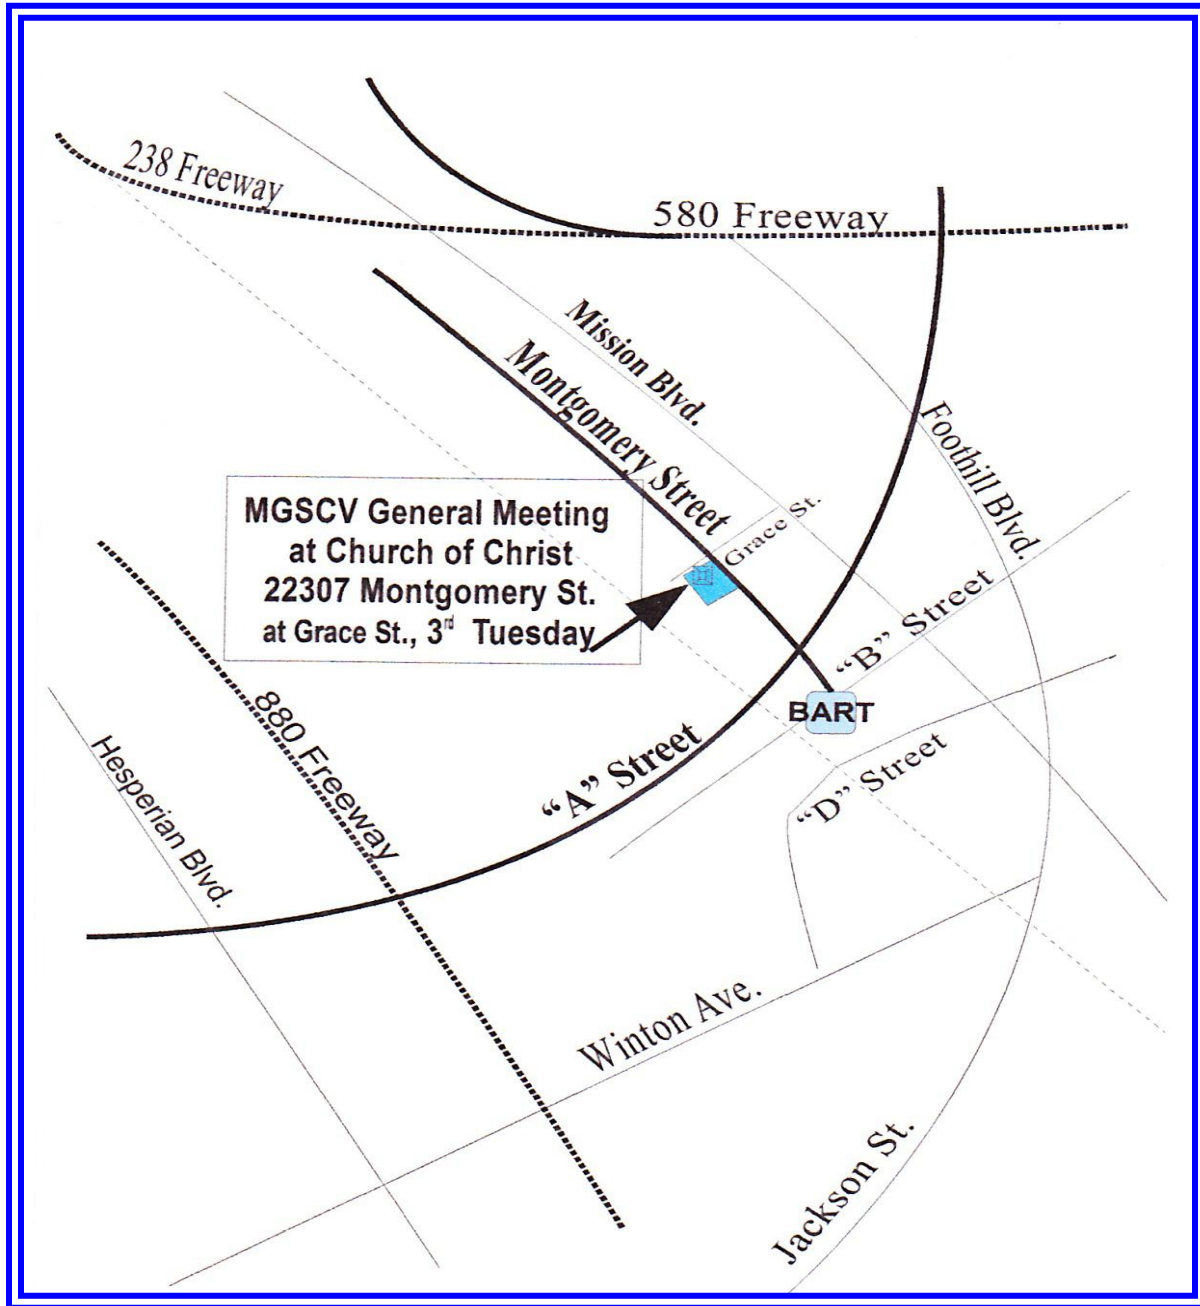 238 Freeway
580 Freeway
Mission Blvd.
Montgomery Street
Foothill Blvd.
Grace St.
MGSCV General Meeting
at Church of Christ
22307 Montgomery St.
at Grace St., 3rd Tuesday
"B" Street
BART
880 Freeway
"A" Street
Hesperian Blvd.
"D" Street
Winton Ave.
Jackson St.